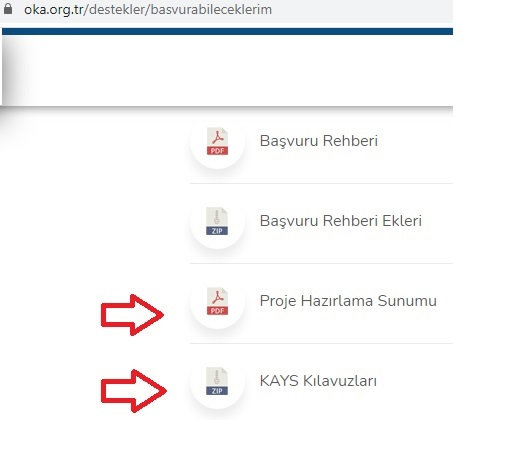 oka.org.tr/destekler/basvurabileceklerim
PDF
Başvuru Rehberi
ZIP
Başvuru Rehberi Ekleri
PDF
Proje Hazırlama Sunumu
ZIP
KAYS Kılavuzları